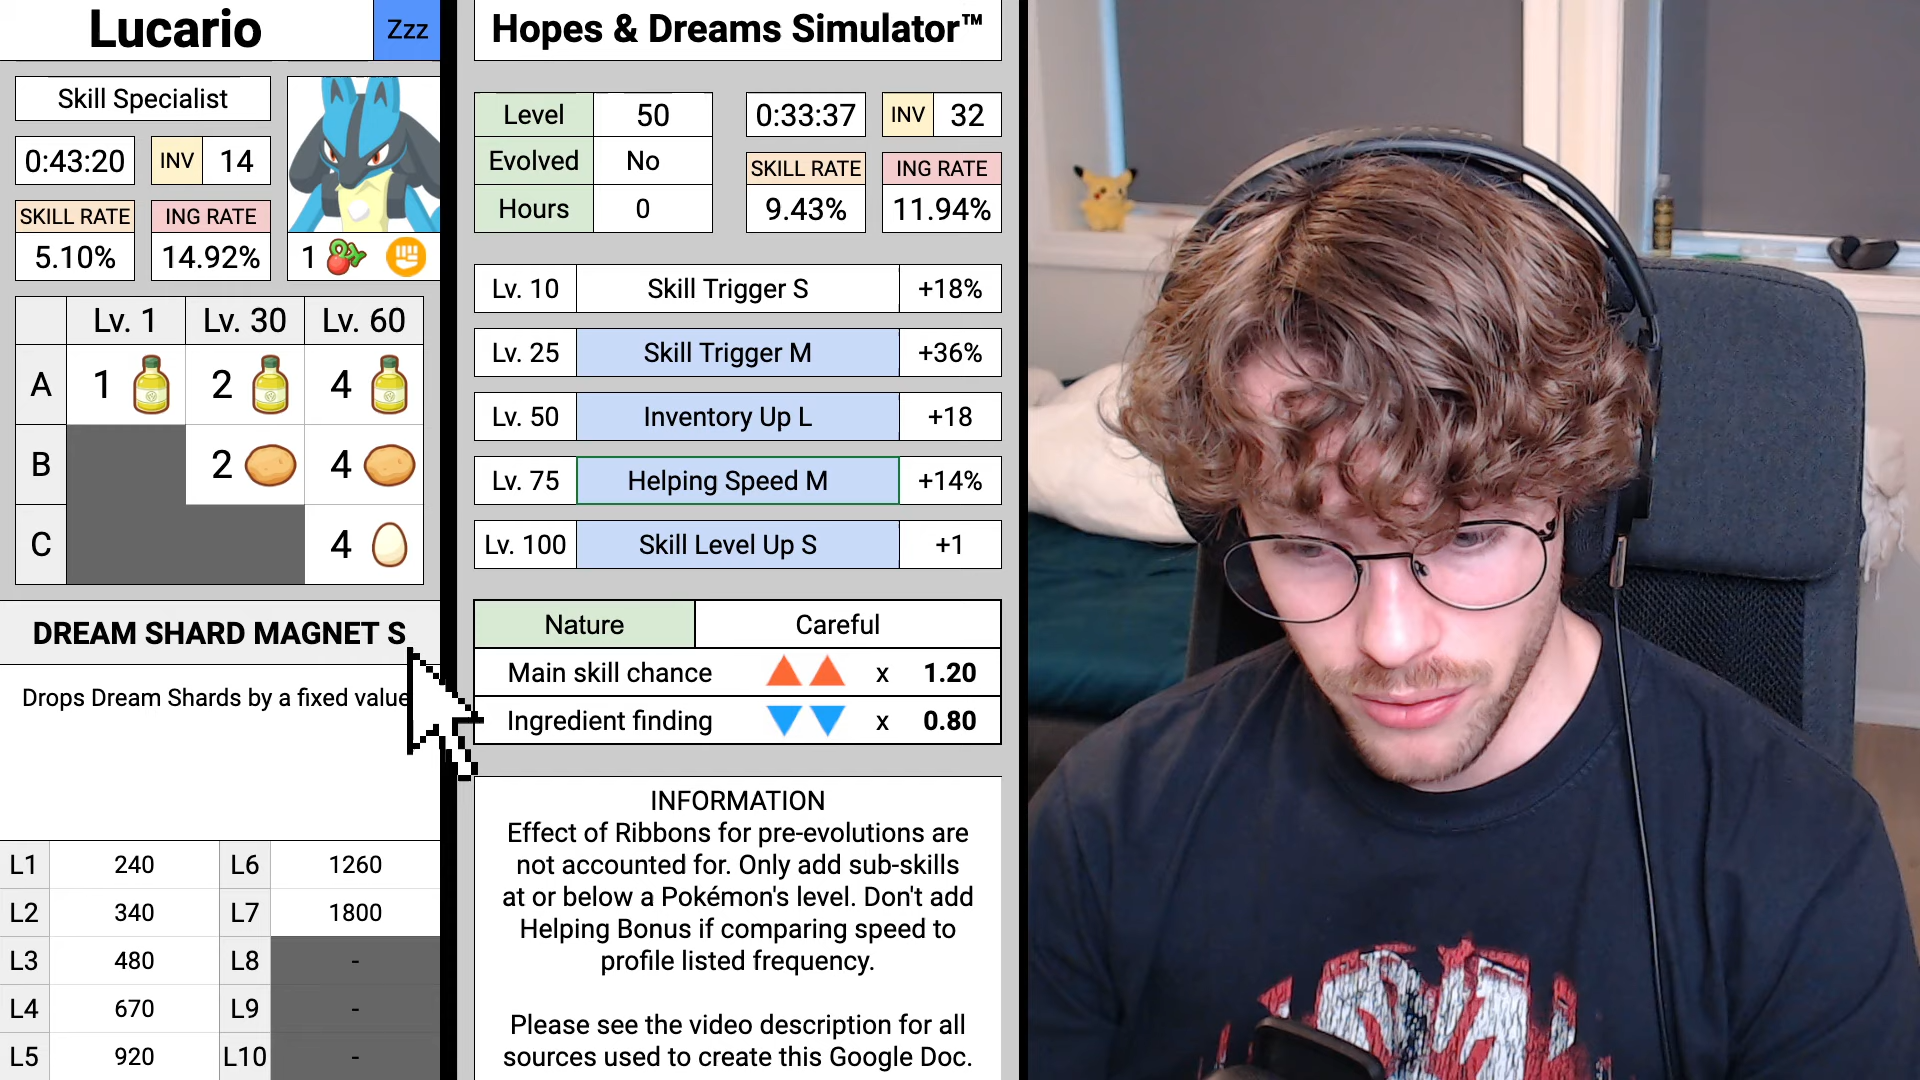 Lucario
Zzz
Skill Specialist
0:43:20
INV
14
SKILL RATE
ING RATE
5.10%
14.92%
1
Lv. 1
Lv. 30
Lv. 60
A
1
2
4
B
2
4
C
4
DREAM SHARD MAGNET S
Drops Dream Shards by a fixed value
L1
240
L6
1260
L2
340
L7
1800
L3
480
L8
-
L4
670
L9
-
L5
920
L10
-
Hopes & Dreams Simulator™
Level
50
Evolved
No
Hours
0
0:33:37
INV
32
SKILL RATE
ING RATE
9.43%
11.94%
Lv. 10
Skill Trigger S
+18%
Lv. 25
Skill Trigger M
+36%
Lv. 50
Inventory Up L
+18
Lv. 75
Helping Speed M
+14%
Lv. 100
Skill Level Up S
+1
Nature
Careful
Main skill chance
x
1.20
Ingredient finding
x
0.80
INFORMATION
Effect of Ribbons for pre-evolutions are
not accounted for. Only add sub-skills
at or below a Pokémon's level. Don't add
Helping Bonus if comparing speed to
profile listed frequency.
Please see the video description for all
sources used to create this Google Doc.